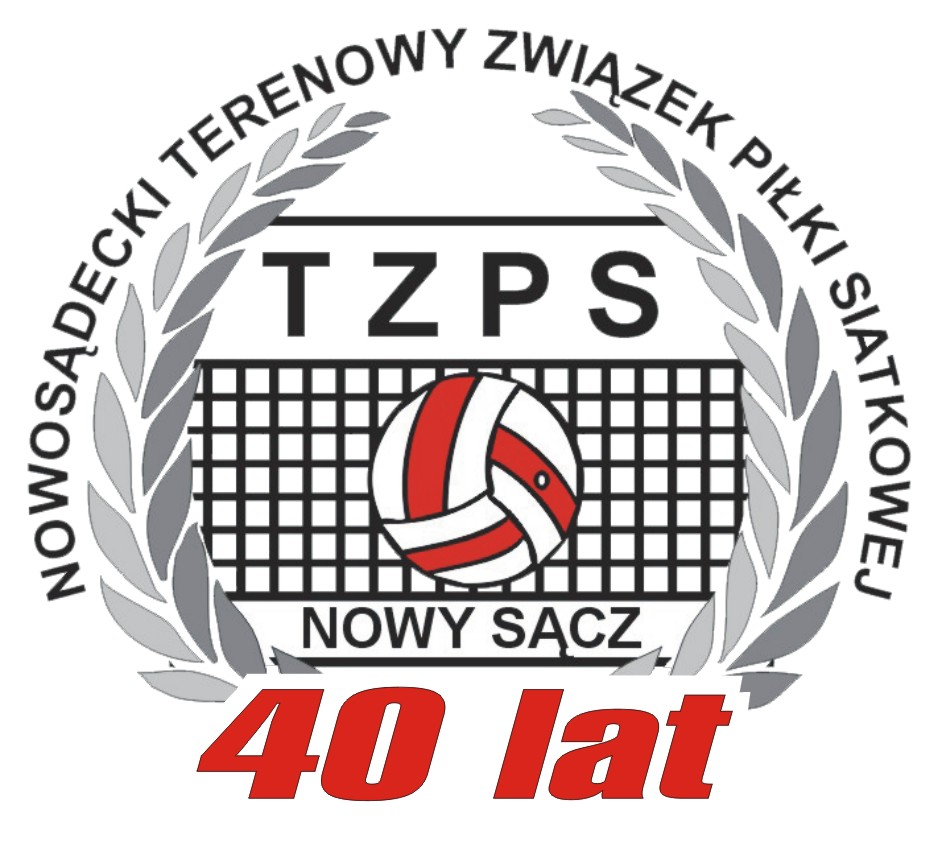 NOWOSĄDECKI TERENOWY ZWIĄZEK PIŁKI SIATKOWEJ
TZPS
NOWY SĄCZ
40 lat